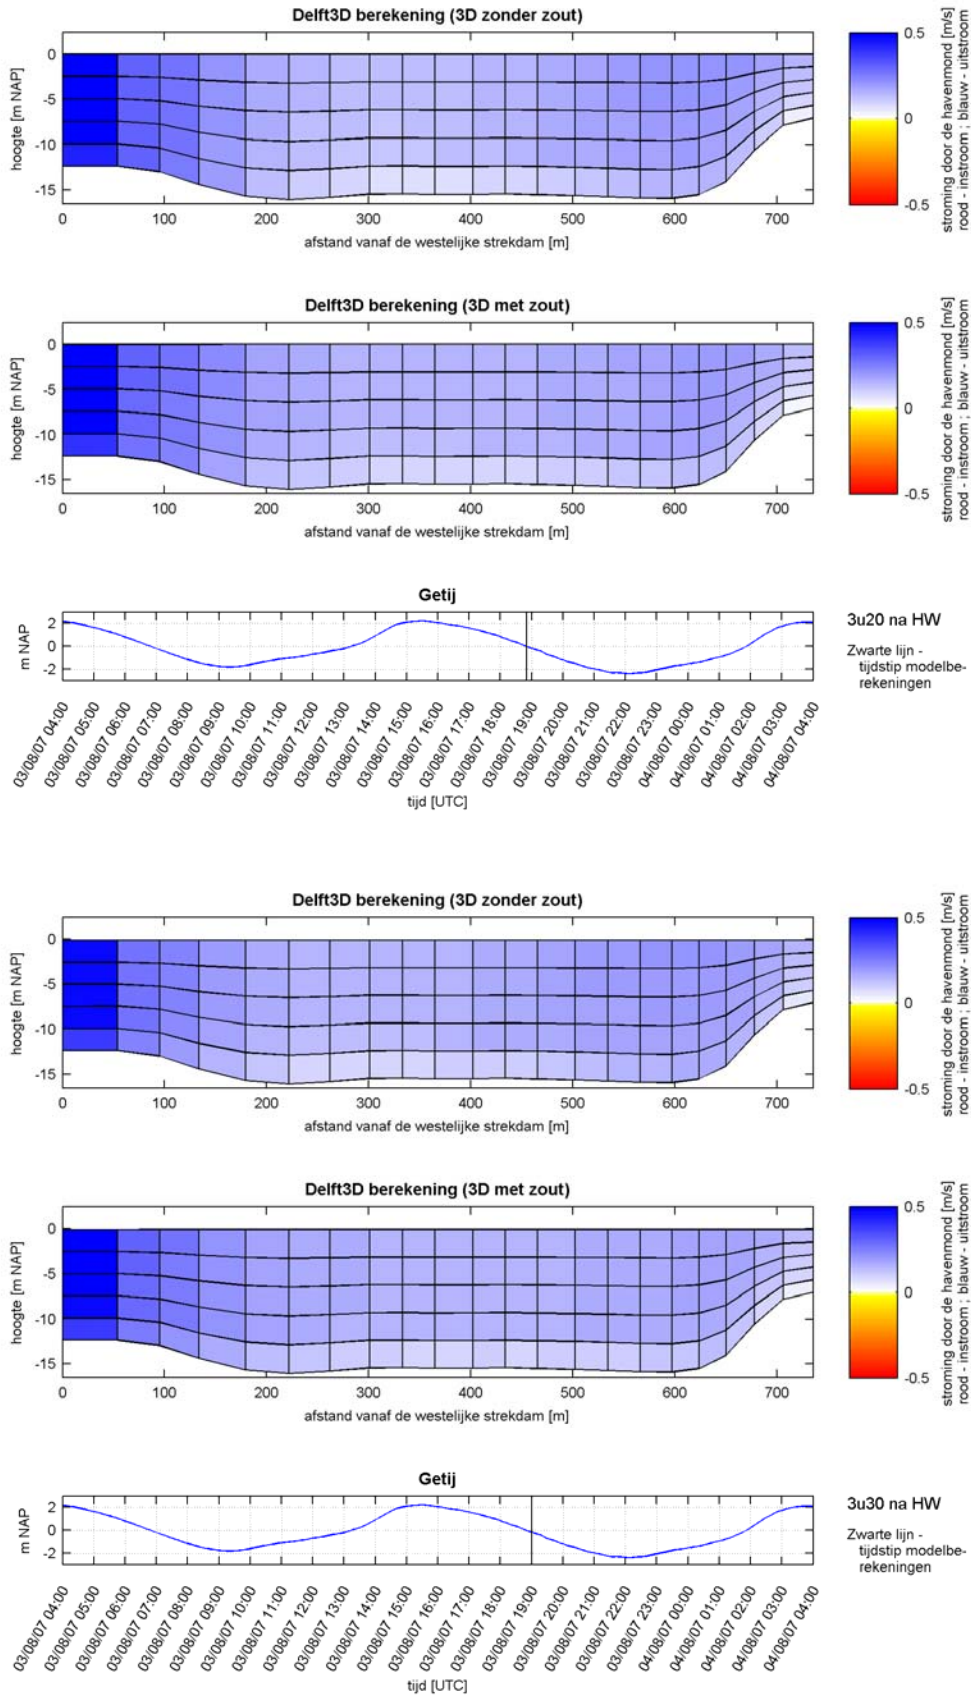 Delft3D berekening (3D zonder zout)
hoogte [m NAP]
0
-5
-10
-15
0 100 200 300 400 500 600 700
afstand vanaf de westelijke strekdam [m]
0.5
0
-0.5
stroming door de havenmond [m/s]
rood - instroom ; blauw - uitstroom
Delft3D berekening (3D met zout)
hoogte [m NAP]
0
-5
-10
-15
0 100 200 300 400 500 600 700
afstand vanaf de westelijke strekdam [m]
0.5
0
-0.5
stroming door de havenmond [m/s]
rood - instroom ; blauw - uitstroom
Getij
m NAP
2
0
-2
03/08/07 04:00
03/08/07 05:00
03/08/07 06:00
03/08/07 07:00
03/08/07 08:00
03/08/07 09:00
03/08/07 10:00
03/08/07 11:00
03/08/07 12:00
03/08/07 13:00
03/08/07 14:00
03/08/07 15:00
03/08/07 16:00
03/08/07 17:00
03/08/07 18:00
03/08/07 19:00
03/08/07 20:00
03/08/07 21:00
03/08/07 22:00
03/08/07 23:00
04/08/07 00:00
04/08/07 01:00
04/08/07 02:00
04/08/07 03:00
04/08/07 04:00
tijd [UTC]
3u20 na HW
Zwarte lijn -
tijdstip modelbe-
rekeningen
Delft3D berekening (3D zonder zout)
hoogte [m NAP]
0
-5
-10
-15
0 100 200 300 400 500 600 700
afstand vanaf de westelijke strekdam [m]
0.5
0
-0.5
stroming door de havenmond [m/s]
rood - instroom ; blauw - uitstroom
Delft3D berekening (3D met zout)
hoogte [m NAP]
0
-5
-10
-15
0 100 200 300 400 500 600 700
afstand vanaf de westelijke strekdam [m]
0.5
0
-0.5
stroming door de havenmond [m/s]
rood - instroom ; blauw - uitstroom
Getij
m NAP
2
0
-2
03/08/07 04:00
03/08/07 05:00
03/08/07 06:00
03/08/07 07:00
03/08/07 08:00
03/08/07 09:00
03/08/07 10:00
03/08/07 11:00
03/08/07 12:00
03/08/07 13:00
03/08/07 14:00
03/08/07 15:00
03/08/07 16:00
03/08/07 17:00
03/08/07 18:00
03/08/07 19:00
03/08/07 20:00
03/08/07 21:00
03/08/07 22:00
03/08/07 23:00
04/08/07 00:00
04/08/07 01:00
04/08/07 02:00
04/08/07 03:00
04/08/07 04:00
tijd [UTC]
3u30 na HW
Zwarte lijn -
tijdstip modelbe-
rekeningen